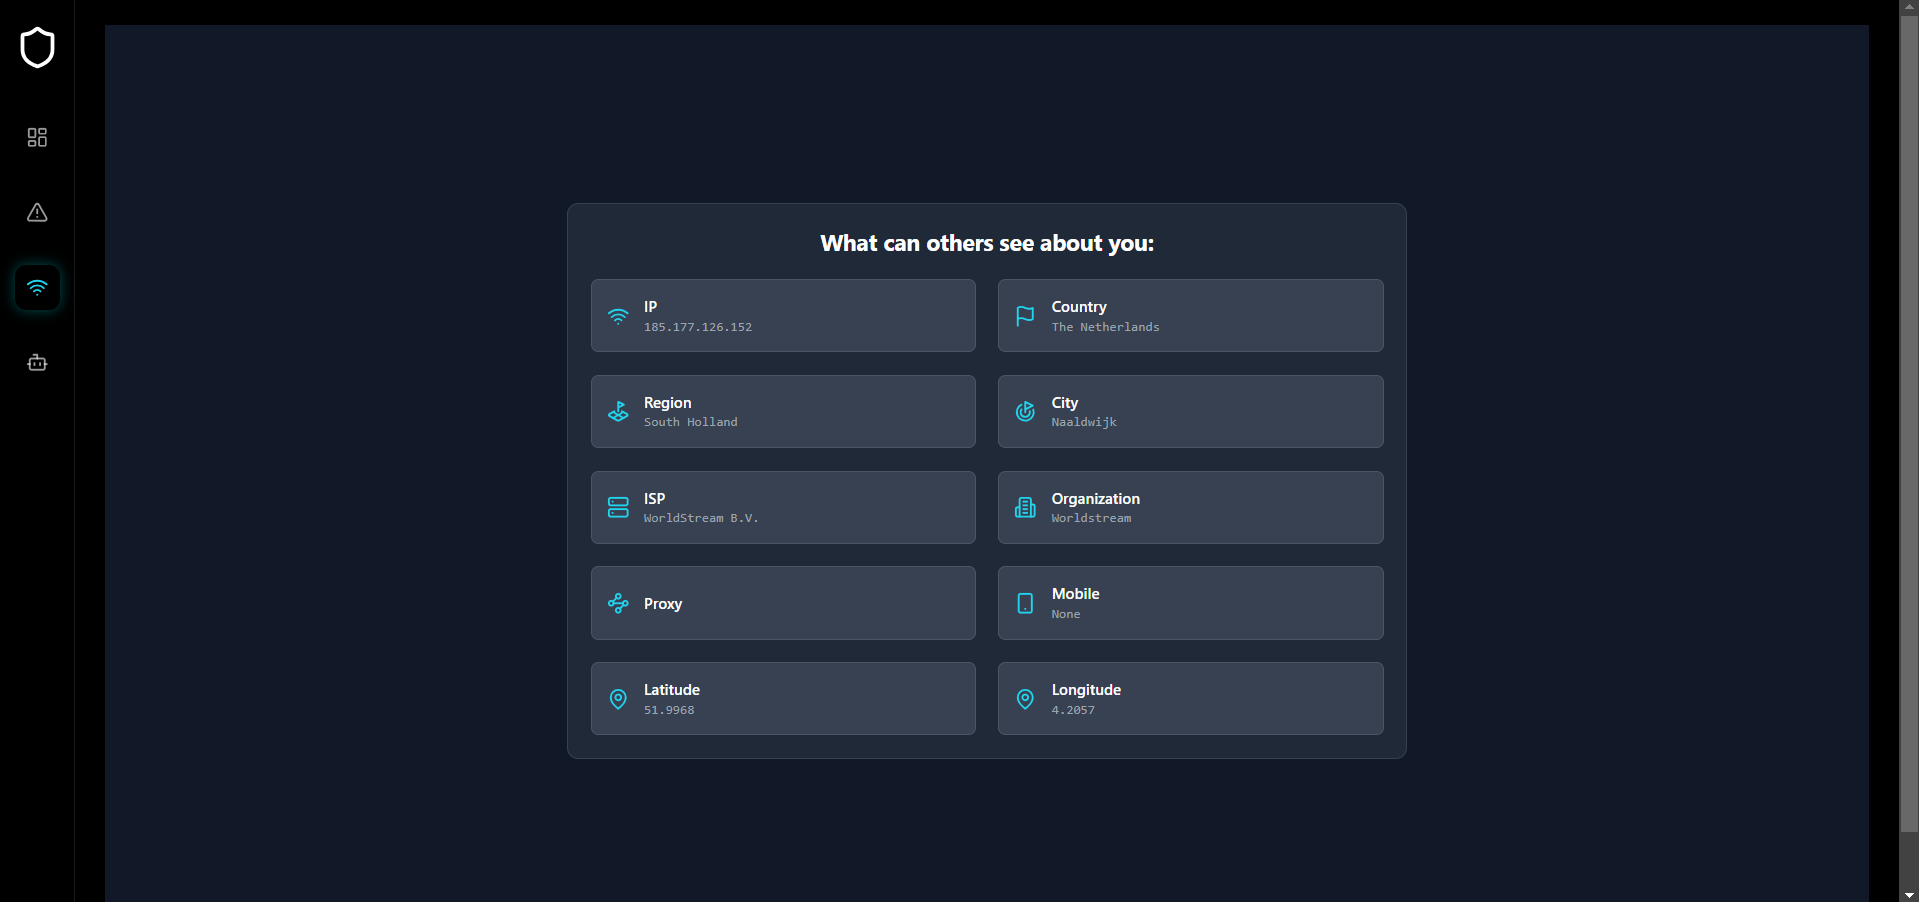 What can others see about you:
IP
185.177.126.152
Country
The Netherlands
Region
South Holland
City
Naaldwijk
ISP
WorldStream B.V.
Organization
Worldstream
Proxy
Mobile
None
Latitude
51.9968
Longitude
4.2057